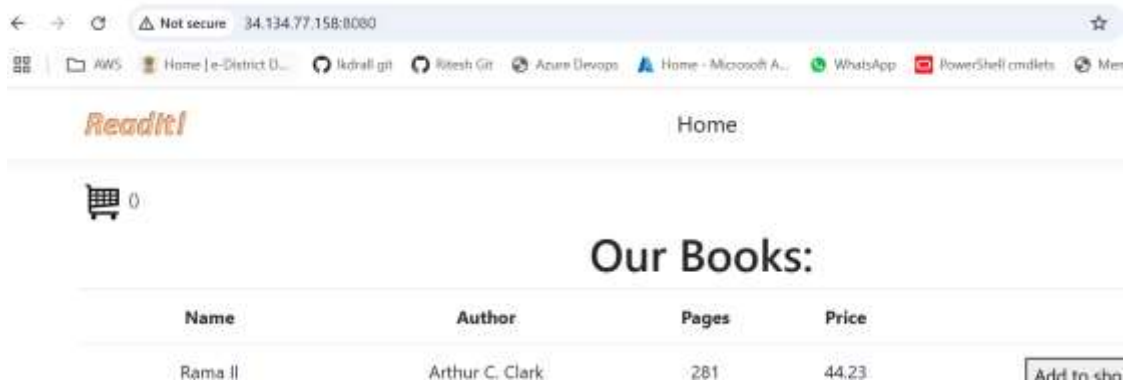 Not secure 34.134.77.158:8080
AWS Home | e-District D... lkdrall git Ritesh Git Azure Devops Home - Microsoft A... WhatsApp PowerShell cmdlets Mer
ReadIt! Home
()
Our Books:
Name Author Pages Price
Rama II Arthur C. Clark 281 44.23 Add to sho